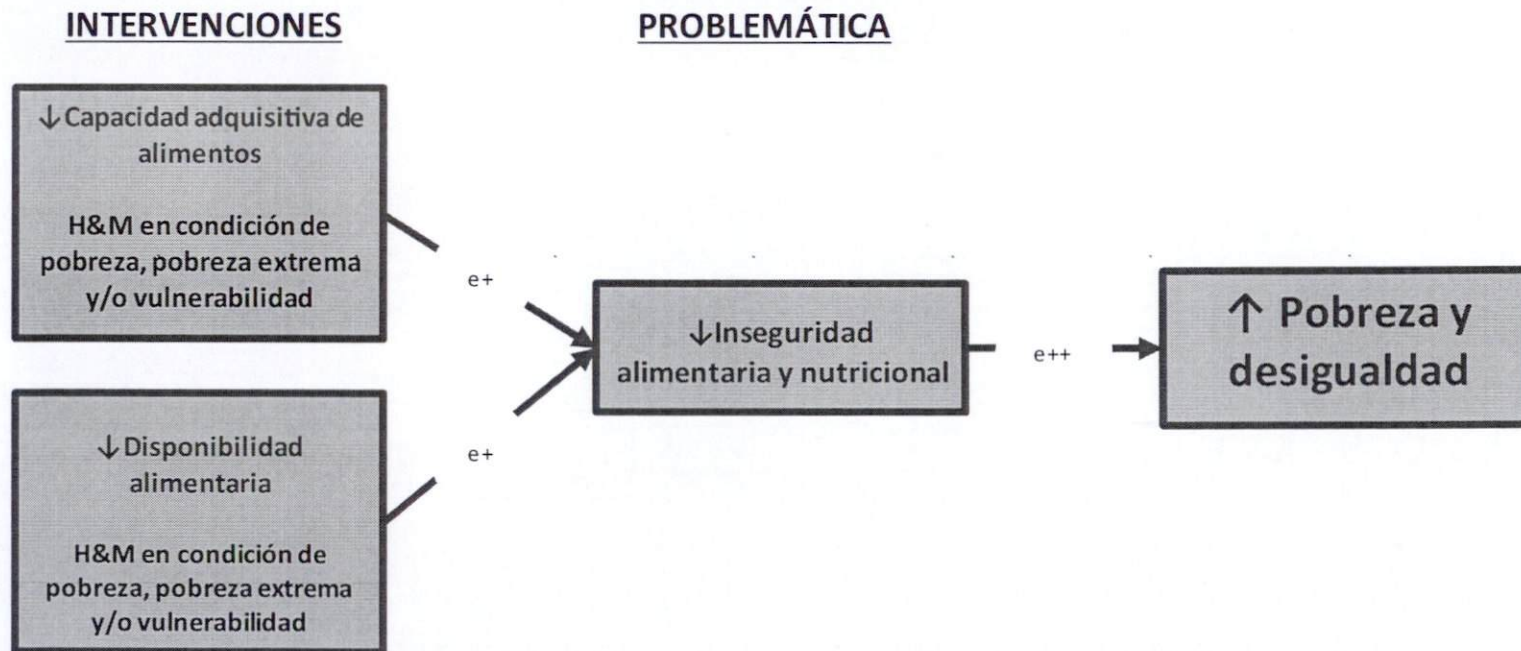 INTERVENCIONES
PROBLEMÁTICA
↓Capacidad adquisitiva de
alimentos
H&M en condición de
pobreza, pobreza extrema
y/o vulnerabilidad
e+
↓Inseguridad
alimentaria y nutricional
e++
↑ Pobreza y
desigualdad
↓Disponibilidad
alimentaria
H&M en condición de
pobreza, pobreza extrema
y/o vulnerabilidad
e+